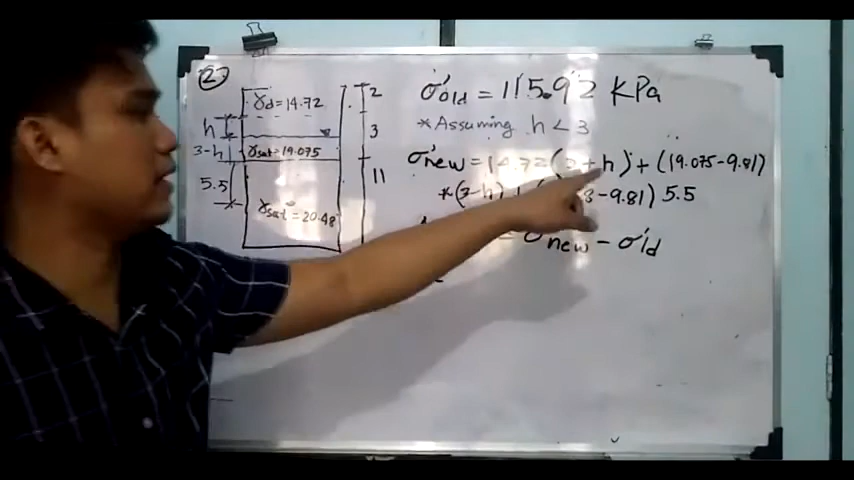 ②
γd = 14.72
2
h
3
3-h
γsat = 19.075
5.5
11
γsat = 20.48
σ'old = 115.92 KPa
*Assuming h < 3
σ'new = 14.72 ( + h) + (19.075-9.81)
*(3-h) + ( 8 - 9.81) 5.5
= σ'new - σ'old